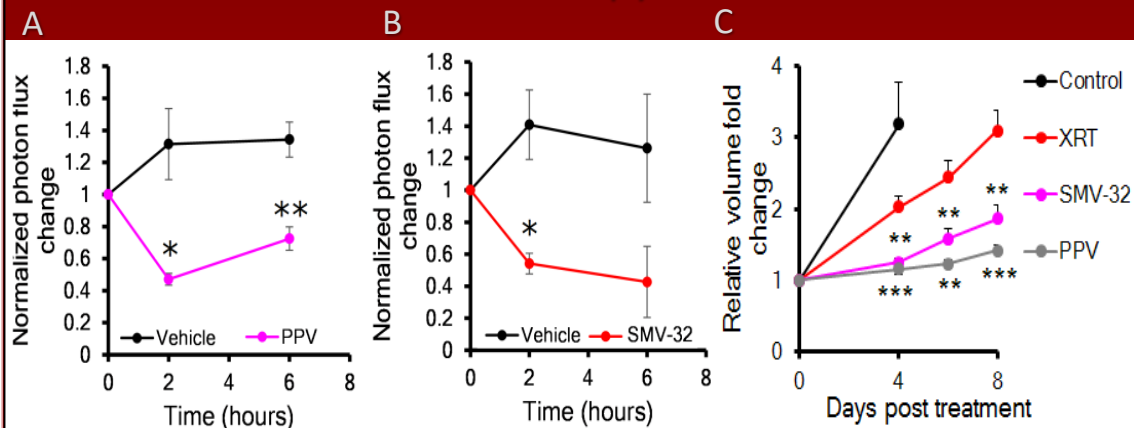 A
B
C
Normalized photon flux
change
1.8
1.6
1.4
1.2
1
0.8
0.6
0.4
0.2
0
*
**
Vehicle
PPV
0
2
4
6
8
Time (hours)
Normalized photon flux
change
1.8
1.6
1.4
1.2
1
0.8
0.6
0.4
0.2
0
*
Vehicle
SMV-32
0
2
4
6
8
Time (hours)
Relative volume fold
change
4
3
2
1
0
**
**
**
***
**
***
0
4
8
Days post treatment
Control
XRT
SMV-32
PPV